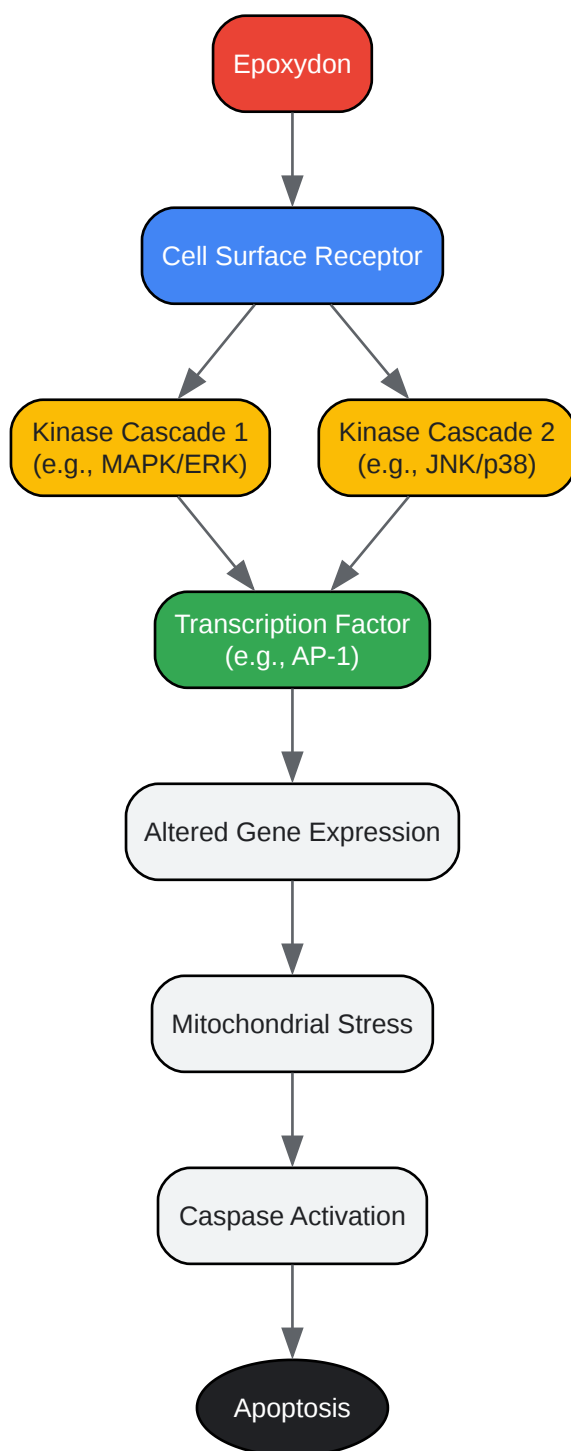 Epoxydon
Cell Surface Receptor
Kinase Cascade 1
(e.g., MAPK/ERK)
Kinase Cascade 2
(e.g., JNK/p38)
Transcription Factor
(e.g., AP-1)
Altered Gene Expression
Mitochondrial Stress
Caspase Activation
Apoptosis